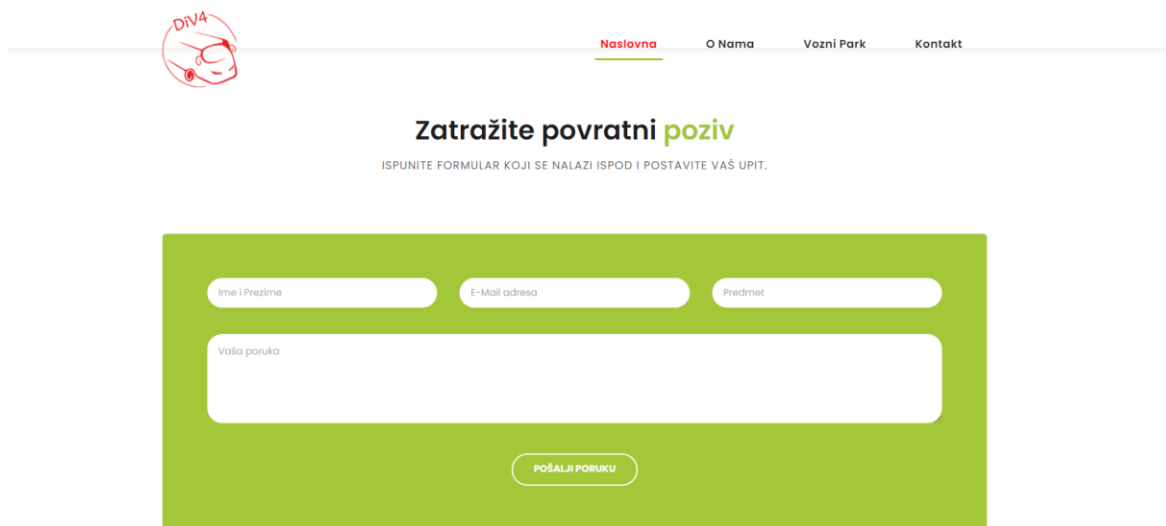 DiV4
Naslovna O Nama Vozni Park Kontakt
Zatražite povratni poziv
ISPUNITE FORMULAR KOJI SE NALAZI ISPOD I POSTAVITE VAŠ UPIT.
Ime i Prezime E-Mail adresa Predmet
Vaša poruka
POŠALJI PORUKU